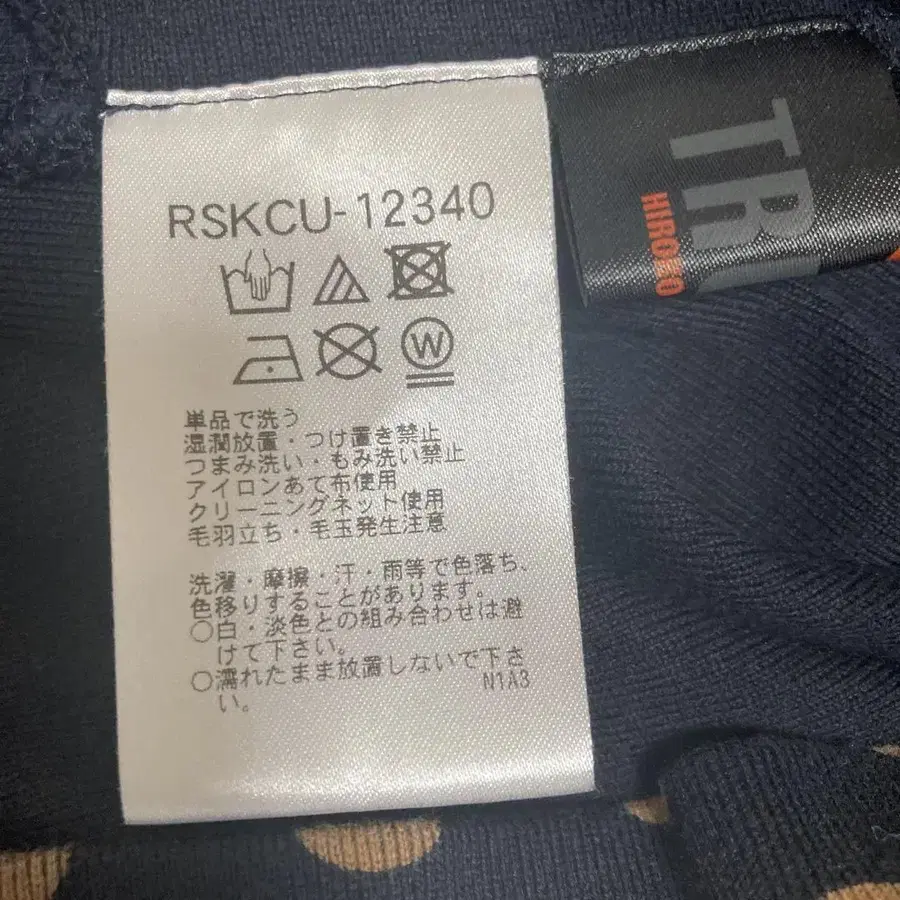 RSKCU-12340
W
単品で洗う
湿潤放置・つけ置き禁止
つまみ洗い・もみ洗い禁止
アイロンあて布使用
クリーニングネット使用
毛羽立ち・毛玉発生注意
洗濯・摩擦・汗・雨等で色落ち、
色移りすることがあります。
○白・淡色との組み合わせは避
けて下さい。
○濡れたまま放置しないで下さ
い。
N1A3
TR
HIRO